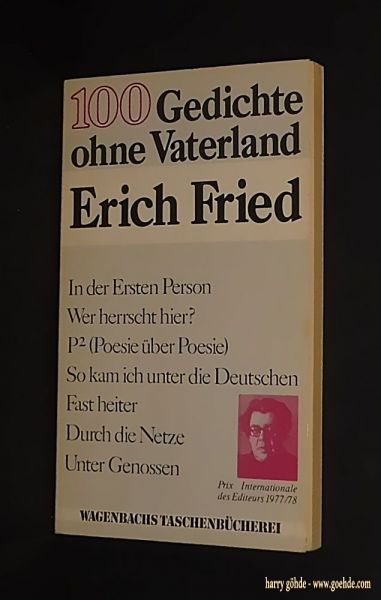 100 Gedichte
ohne Vaterland
Erich Fried
In der Ersten Person
Wer herrscht hier?
P² (Poesie über Poesie)
So kam ich unter die Deutschen
Fast heiter
Durch die Netze
Unter Genossen
Prix Internationale
des Editeurs 1977/78
WAGENBACHS TASCHENBÜCHEREI
harry göhde - www.goehde.com